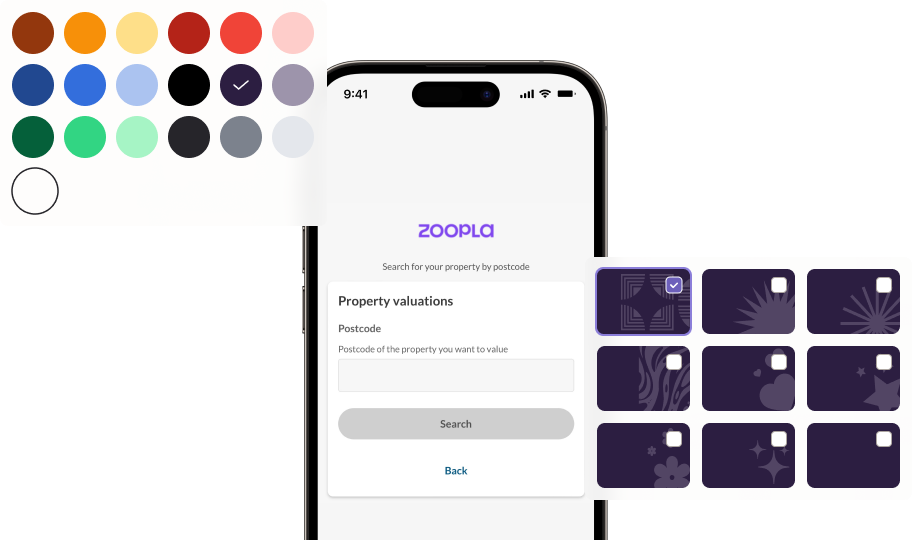 9:41
ZOOPLA
Search for your property by postcode
Property valuations
Postcode
Postcode of the property you want to value
Search
Back